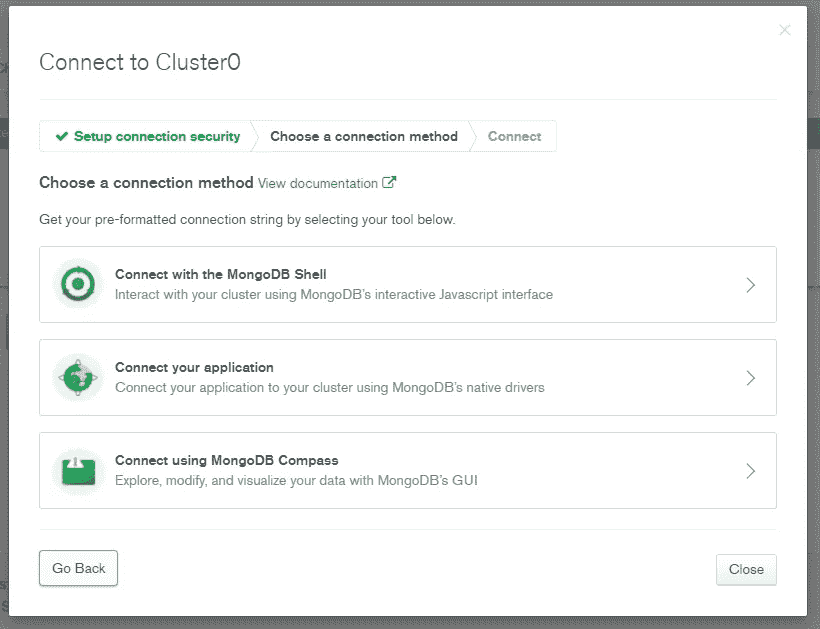 Connect to Cluster0
Setup connection security
Choose a connection method
Connect
Choose a connection method View documentation
Get your pre-formatted connection string by selecting your tool below.
Connect with the MongoDB Shell
Interact with your cluster using MongoDB's interactive Javascript interface
Connect your application
Connect your application to your cluster using MongoDB's native drivers
Connect using MongoDB Compass
Explore, modify, and visualize your data with MongoDB's GUI
Go Back
Close